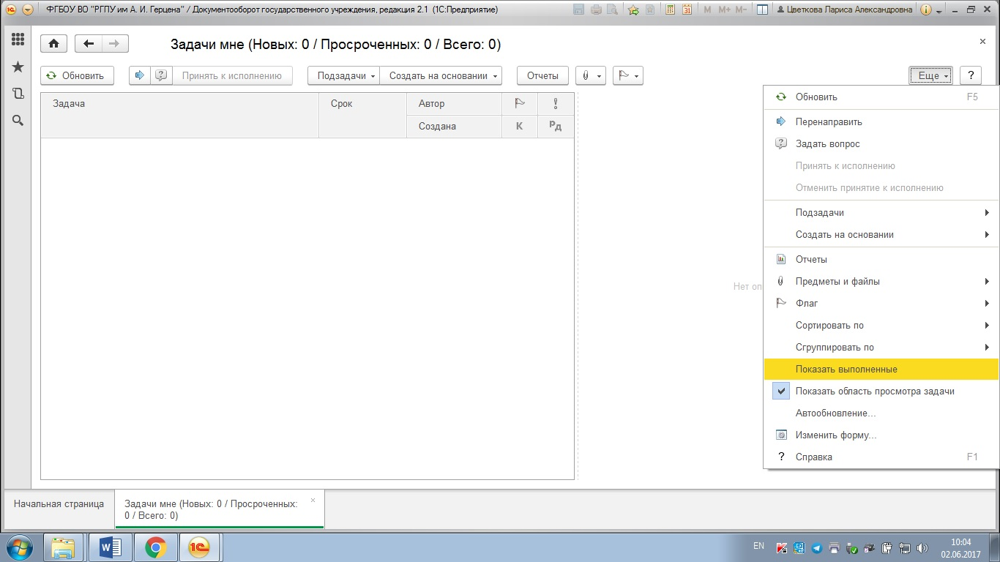 ФГБОУ ВО "РГПУ им А. И. Герцена" / Документооборот государственного учреждения, редакция 2.1 (1С:Предприятие)
M M+ M-
Цветкова Лариса Александровна
Задачи мне (Новых: 0 / Просроченных: 0 / Всего: 0)
Обновить
Принять к исполнению
Подзадачи
Создать на основании
Отчеты
Еще
?
Задача
Срок
Автор
Создана
К
Рд
Нет оп
Обновить F5
Перенаправить
Задать вопрос
Принять к исполнению
Отменить принятие к исполнению
Подзадачи
Создать на основании
Отчеты
Предметы и файлы
Флаг
Сортировать по
Сгруппировать по
Показать выполненные
Показать область просмотра задачи
Автообновление...
Изменить форму...
? Справка F1
Начальная страница
Задачи мне (Новых: 0 / Просроченных:
0 / Всего: 0)
EN
10:04
02.06.2017